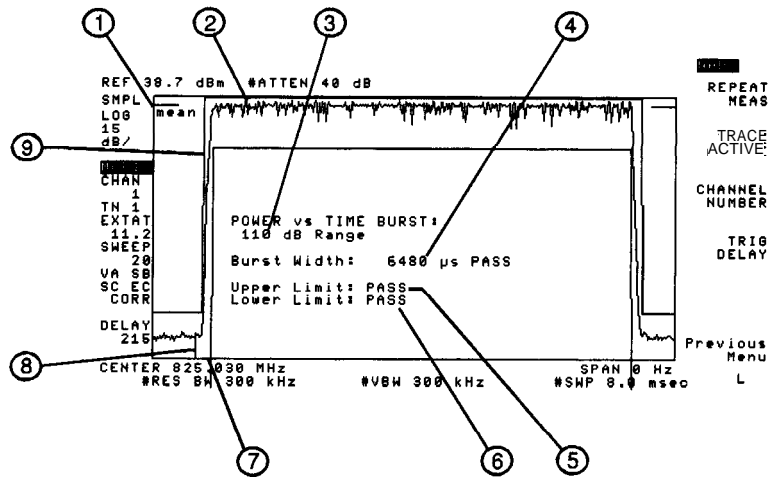 1 2 3 4
REF 38.7 dBm #ATTEN 40 dB
SMPL
LOG
15
dB/
mean
9
CHAN
1
TN 1
EXTAT
11.2
SWEEP
20
VA SB
SC EC
CORR
DELAY
215
POWER vs TIME BURST:
110 dB Range
Burst Width: 6480 µs PASS
Upper Limit: PASS
Lower Limit: PASS
REPEAT
MEAS
TRACE
ACTIVE
CHANNEL
NUMBER
TRIG
DELAY
Previous
Menu
L
8
CENTER 825.030 MHz SPAN 0 Hz
#RES BW 300 kHz #VBW 300 kHz #SWP 8.0 msec
7 6 5